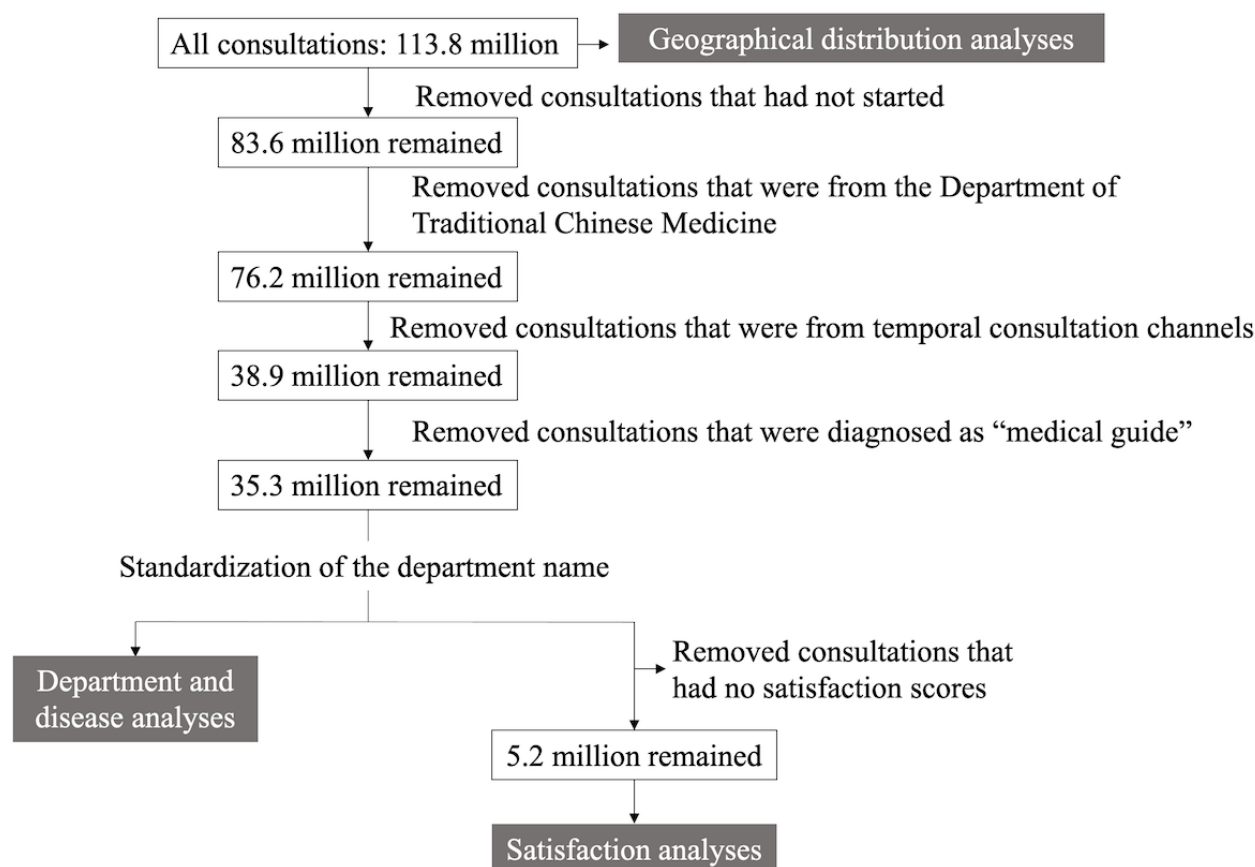 All consultations: 113.8 million
Geographical distribution analyses
Removed consultations that had not started
83.6 million remained
Removed consultations that were from the Department of
Traditional Chinese Medicine
76.2 million remained
Removed consultations that were from temporal consultation channels
38.9 million remained
Removed consultations that were diagnosed as “medical guide”
35.3 million remained
Standardization of the department name
Department and
disease analyses
Removed consultations that
had no satisfaction scores
5.2 million remained
Satisfaction analyses